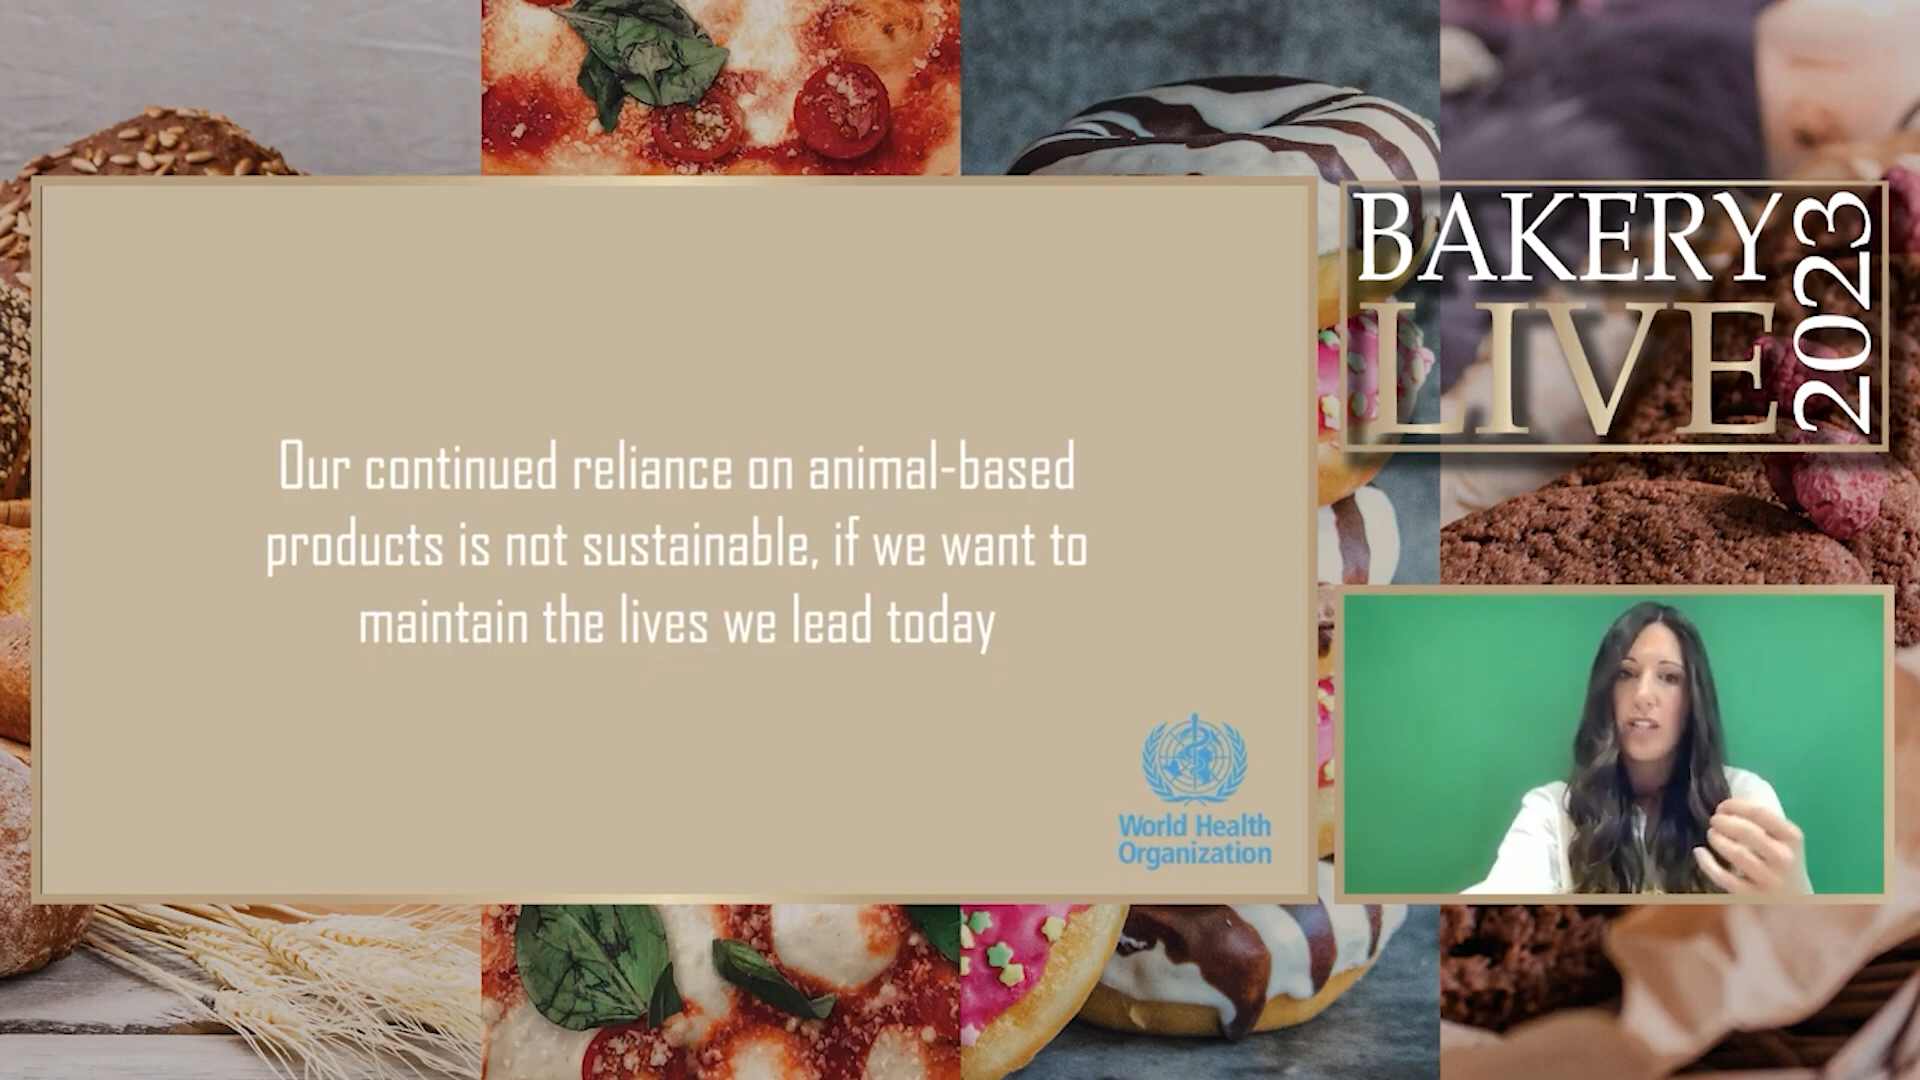 Our continued reliance on animal-based
products is not sustainable, if we want to
maintain the lives we lead today
World Health
Organization
BAKERY
LIVE
2023